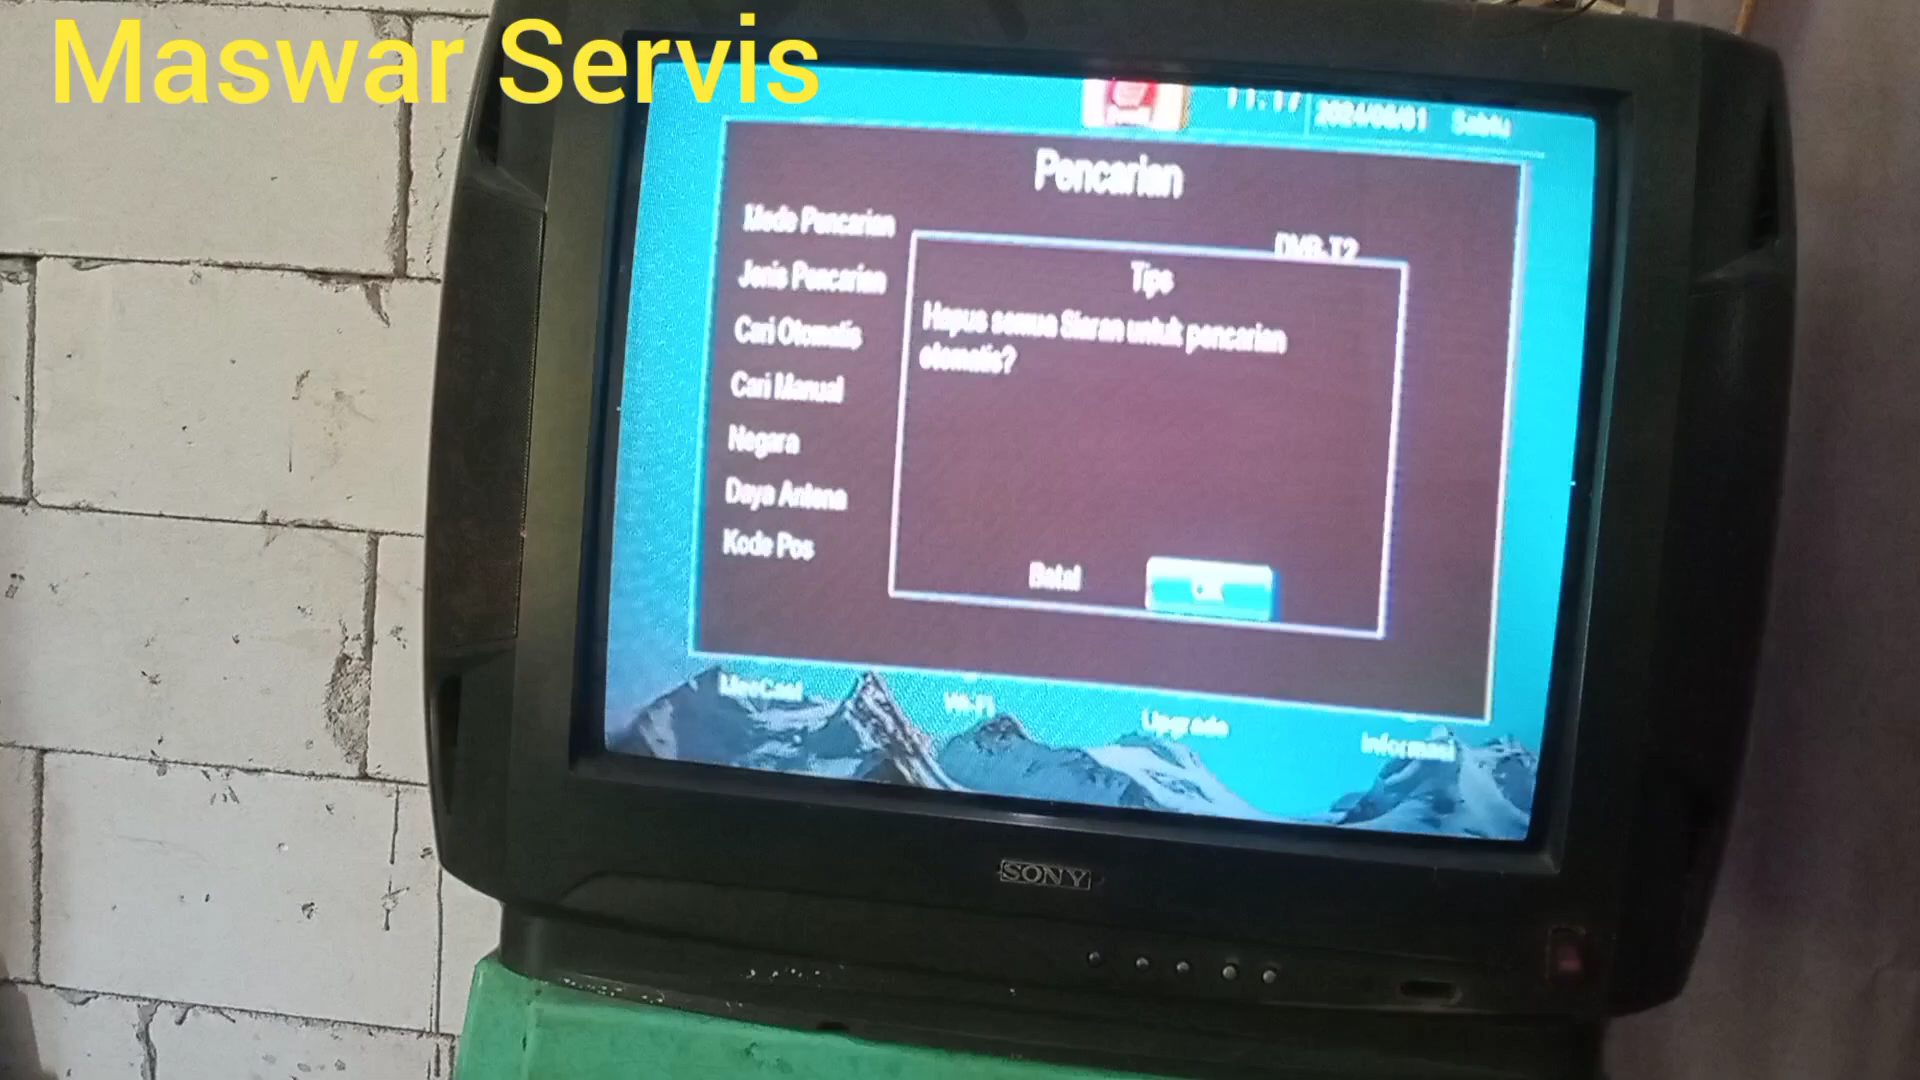 Maswar Servis
11:17 2024/06/01 Sabtu
Pencarian
Mode Pencarian
DVB-T2
Jenis Pencarian
Cari Otomatis
Cari Manual
Negara
Daya Antena
Kode Pos
Tips
Hapus semua Siaran untuk pencarian
otomatis?
Batal
OK
MeeCast
Wi-Fi
Upgrade
Informasi
SONY